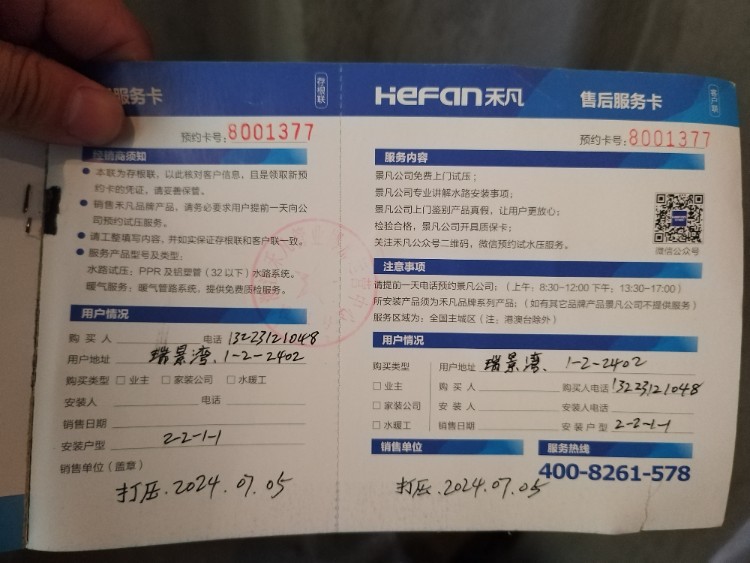 服务卡
存根联
预约卡号:8001377
经销商须知
本联为存根联,以此核对客户信息,且是领取新预
约卡的凭证,请妥善保管。
销售禾凡品牌产品,请务必要求用户提前一天向公
司预约试压服务。
请工整填写内容,并如实保证存根联和客户联一致。
服务产品型号及类型:
水路试压:PPR及铝塑管(32以下)水路系统。
暖气服务:暖气管路系统,提供免费质检服务。
用户情况
购买人 电话 13223121048
用户地址 瑞景湾.1-2-2402
购买类型 □业主 □家装公司 □水暖工
安装人 电话
销售日期
安装户型 2-2-1-1
销售单位(盖章)
打压.2024.07.05
HeFan禾凡 售后服务卡
客户联
预约卡号:8001377
服务内容
景凡公司免费上门试压;
景凡公司专业讲解水路安装事项;
景凡公司上门鉴别产品真假,让用户更放心;
检验合格,景凡公司开具质保卡;
关注禾凡公众号二维码,微信预约试水压服务。
微信公众号
注意事项
请提前一天电话预约景凡公司;(上午:8:30-12:00 下午:13:30-17:00)
所安装产品须为禾凡品牌系列产品;(如有其它品牌产品景凡公司不提供服务)
服务区域为:全国主城区(注:港澳台除外)
用户情况
购买类型 用户地址 瑞景湾.1-2-2402
□业主 购买人 购买人电话 13223121048
□家装公司 安装人 安装人电话
□水暖工 销售日期 安装户型 2-2-1-1
销售单位 服务热线
400-8261-578
打压.2024.07.05